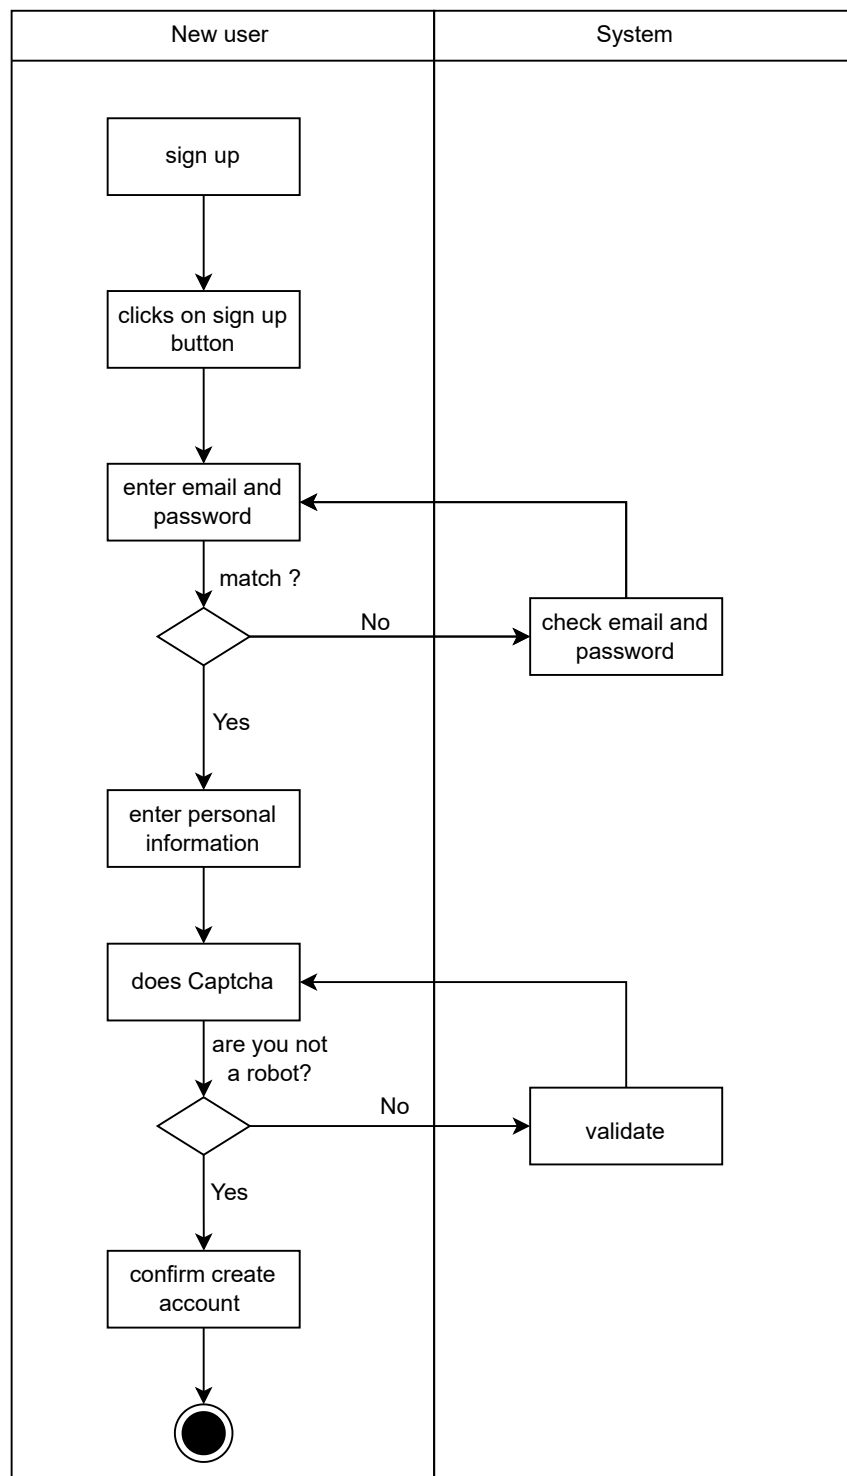 New user
System
sign up
clicks on sign up
button
enter email and
password
match ?
No
check email and
password
Yes
enter personal
information
does Captcha
are you not
a robot?
No
validate
Yes
confirm create
account